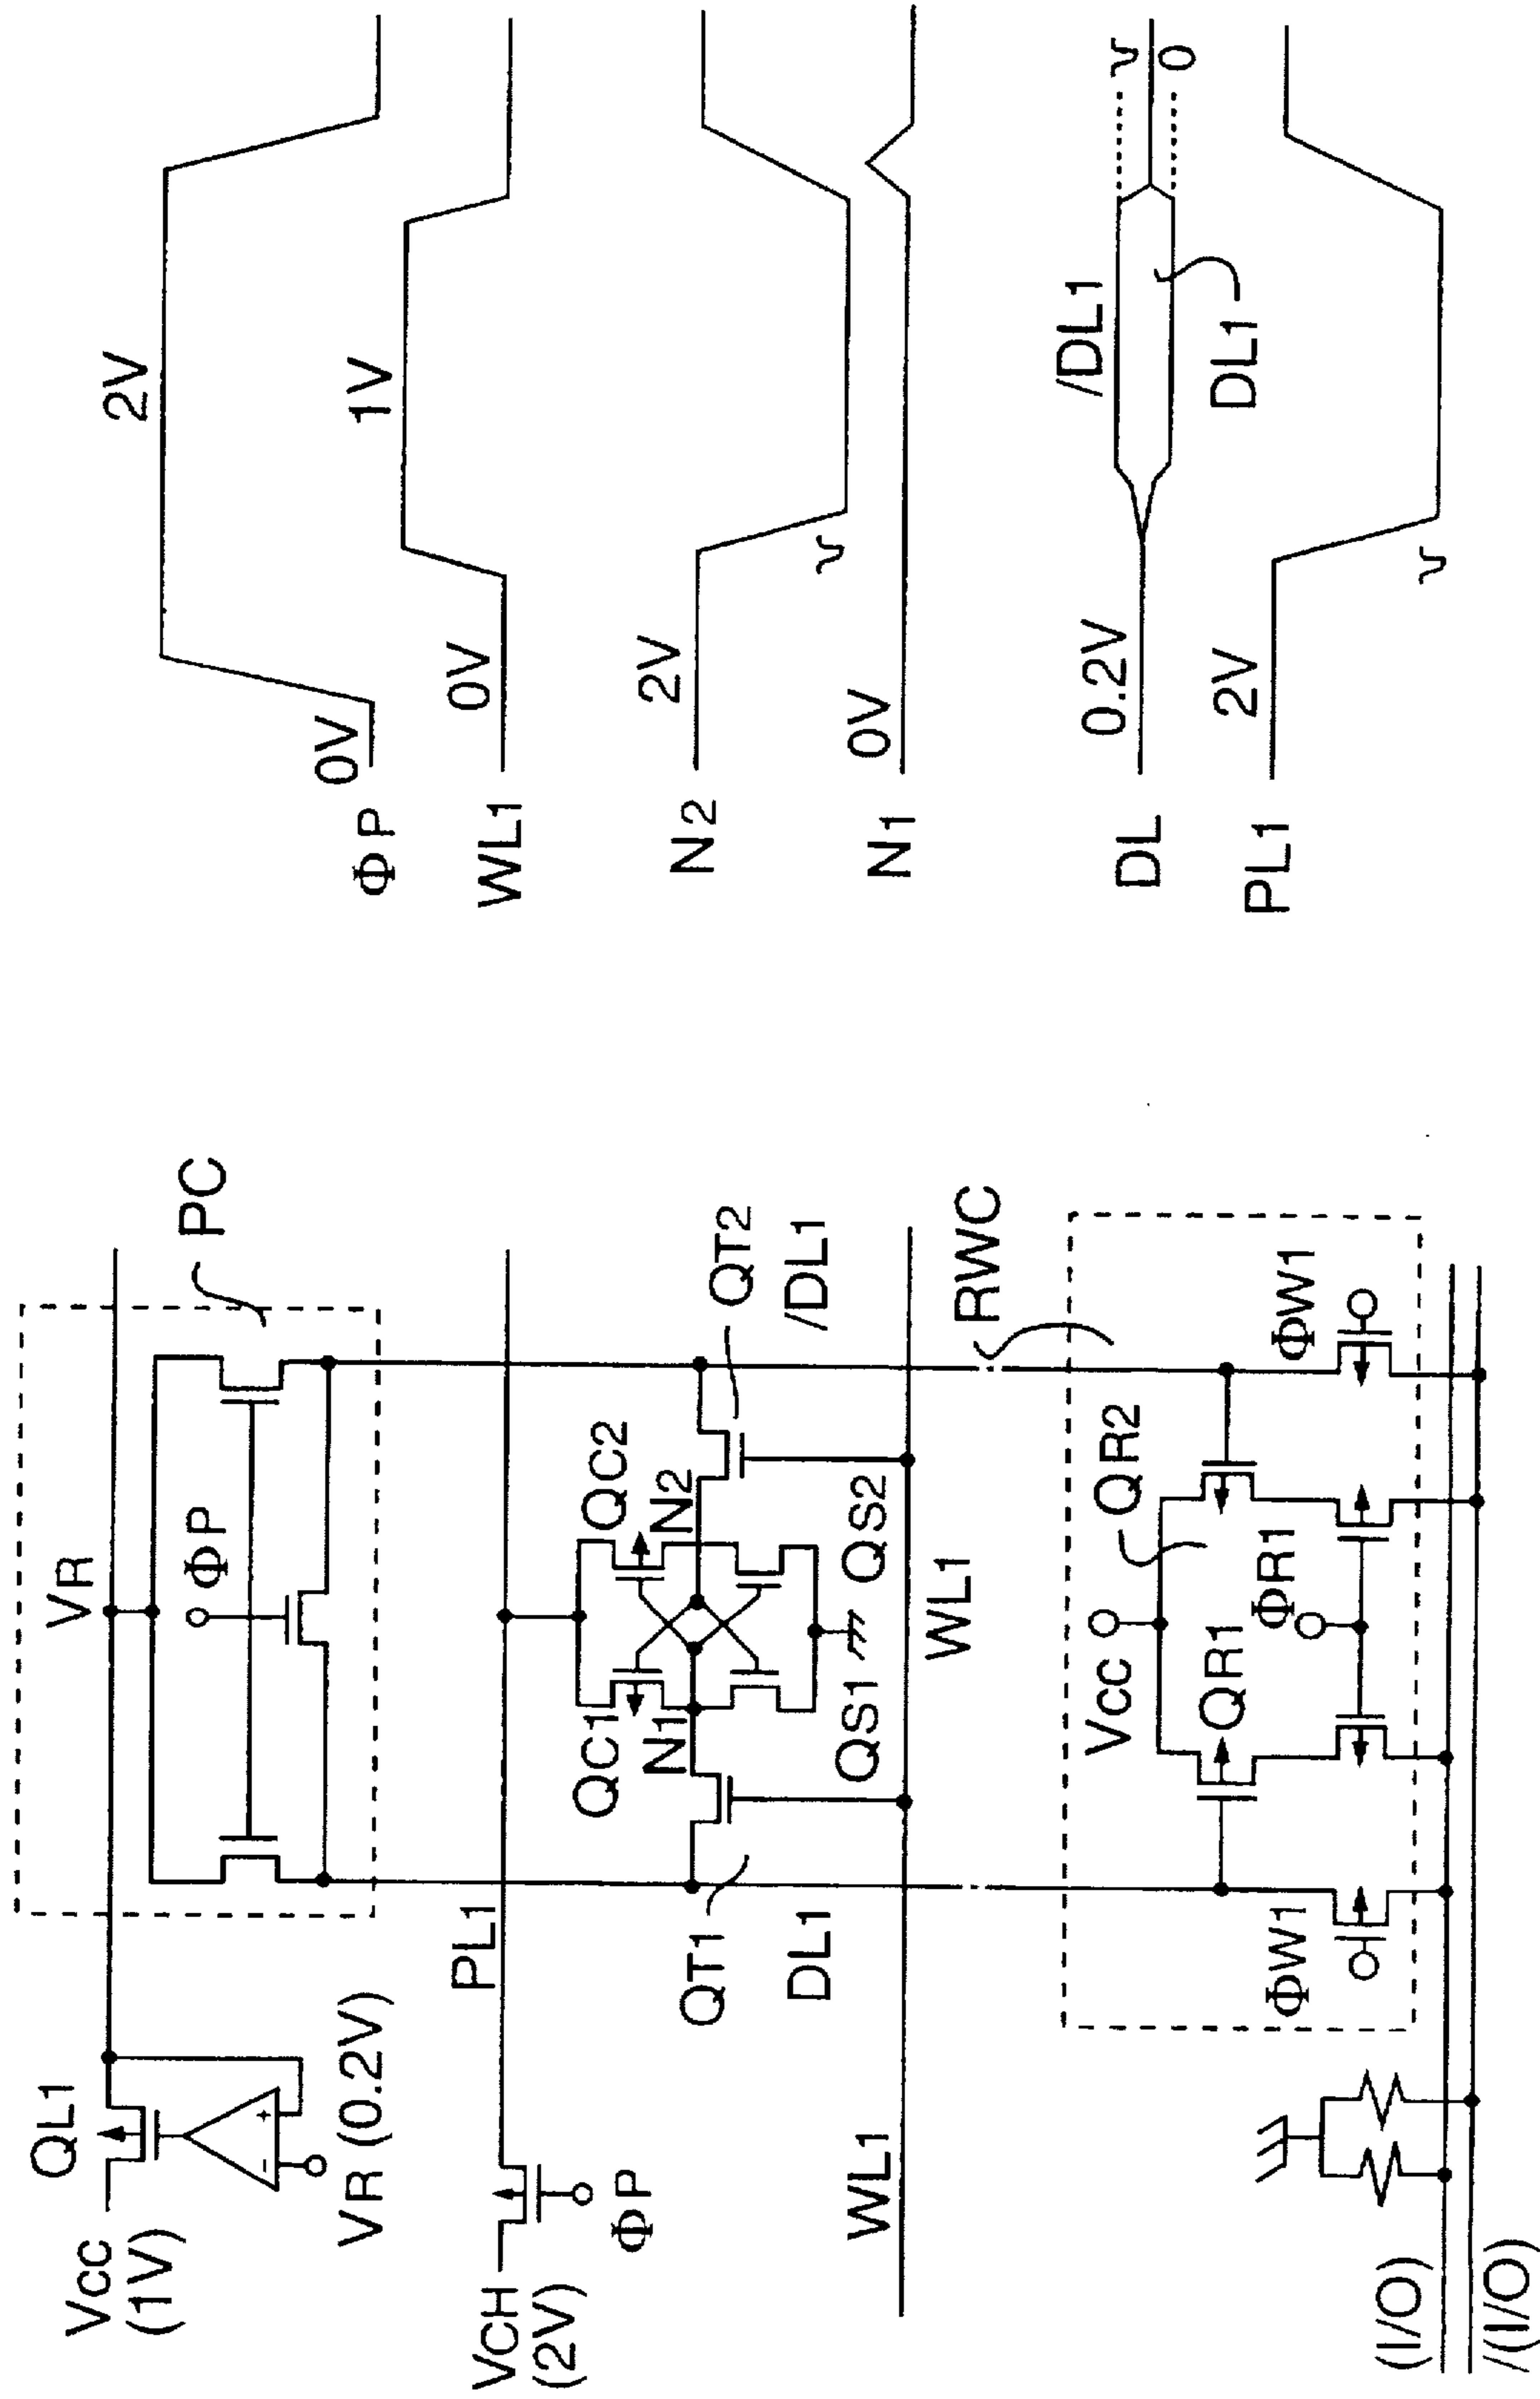 VCC
(1V)
QL1
VR
PC
+
-
VR (0.2V)
ΦP
VCH
(2V)
PL1
ΦP
QC1
QC2
N1
N2
QT1
DL1
QT2
/DL1
QS1
QS2
WL1
WL1
RWC
VCC
QR1
QR2
ΦR1
ΦW1
ΦW1
(I/O)
/(I/O)
ΦP
0V
2V
WL1
0V
1V
N2
2V
N1
0V
DL
0.2V
/DL1
DL1
0
PL1
2V